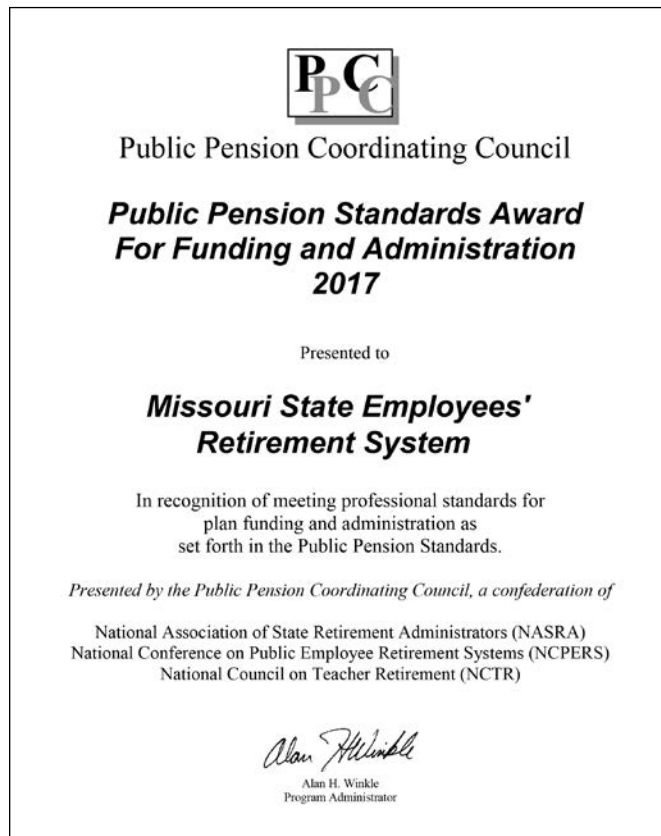 P P C C
Public Pension Coordinating Council
Public Pension Standards Award
For Funding and Administration
2017
Presented to
Missouri State Employees'
Retirement System
In recognition of meeting professional standards for
plan funding and administration as
set forth in the Public Pension Standards.
Presented by the Public Pension Coordinating Council, a confederation of
National Association of State Retirement Administrators (NASRA)
National Conference on Public Employee Retirement Systems (NCPERS)
National Council on Teacher Retirement (NCTR)
Alan H Winkle
Alan H. Winkle
Program Administrator